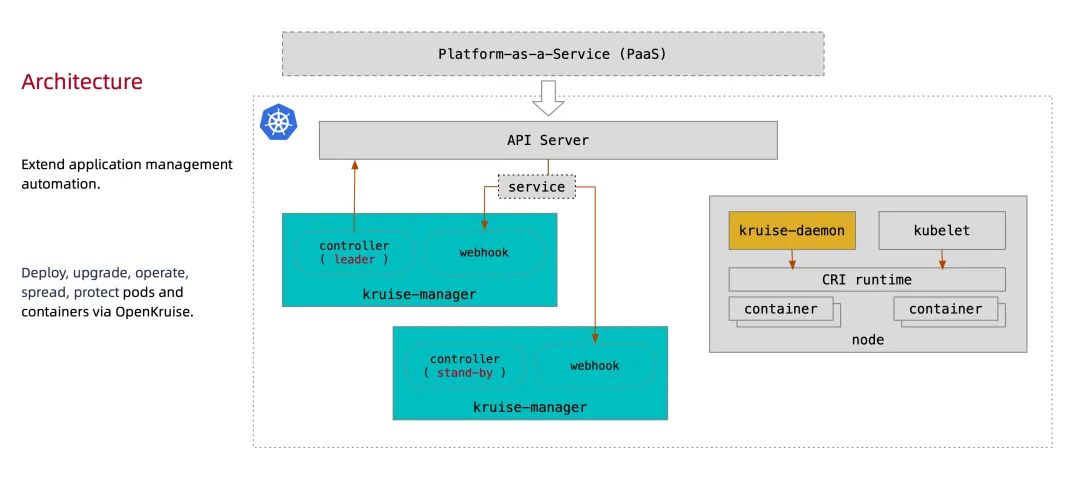 Architecture
Extend application management
automation.
Deploy, upgrade, operate,
spread, protect pods and
containers via OpenKruise.
Platform-as-a-Service (PaaS)
API Server
service
controller
( leader )
webhook
kruise-manager
controller
( stand-by )
webhook
kruise-manager
kruise-daemon
kubelet
CRI runtime
container
container
node